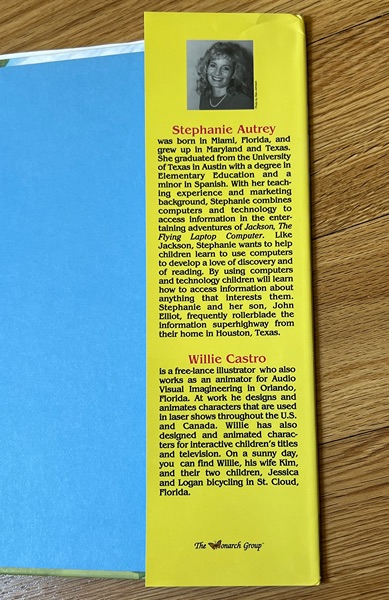 Stephanie Autrey
was born in Miami, Florida, and
grew up in Maryland and Texas.
She graduated from the University
of Texas in Austin with a degree in
Elementary Education and a
minor in Spanish. With her teach-
ing experience and marketing
background, Stephanie combines
computers and technology to
access information in the enter-
taining adventures of Jackson, The
Flying Laptop Computer. Like
Jackson, Stephanie wants to help
children learn to use computers
to develop a love of discovery and
of reading. By using computers
and technology children will learn
how to access information about
anything that interests them.
Stephanie and her son, John
Elliot, frequently rollerblade the
information superhighway from
their home in Houston, Texas.
Willie Castro
is a free-lance illustrator who also
works as an animator for Audio
Visual Imagineering in Orlando,
Florida. At work he designs and
animates characters that are used
in laser shows throughout the U.S.
and Canada. Willie has also
designed and animated charac-
ters for interactive children's titles
and television. On a sunny day,
you can find Willie, his wife Kim,
and their two children, Jessica
and Logan bicycling in St. Cloud,
Florida.
The Monarch Group